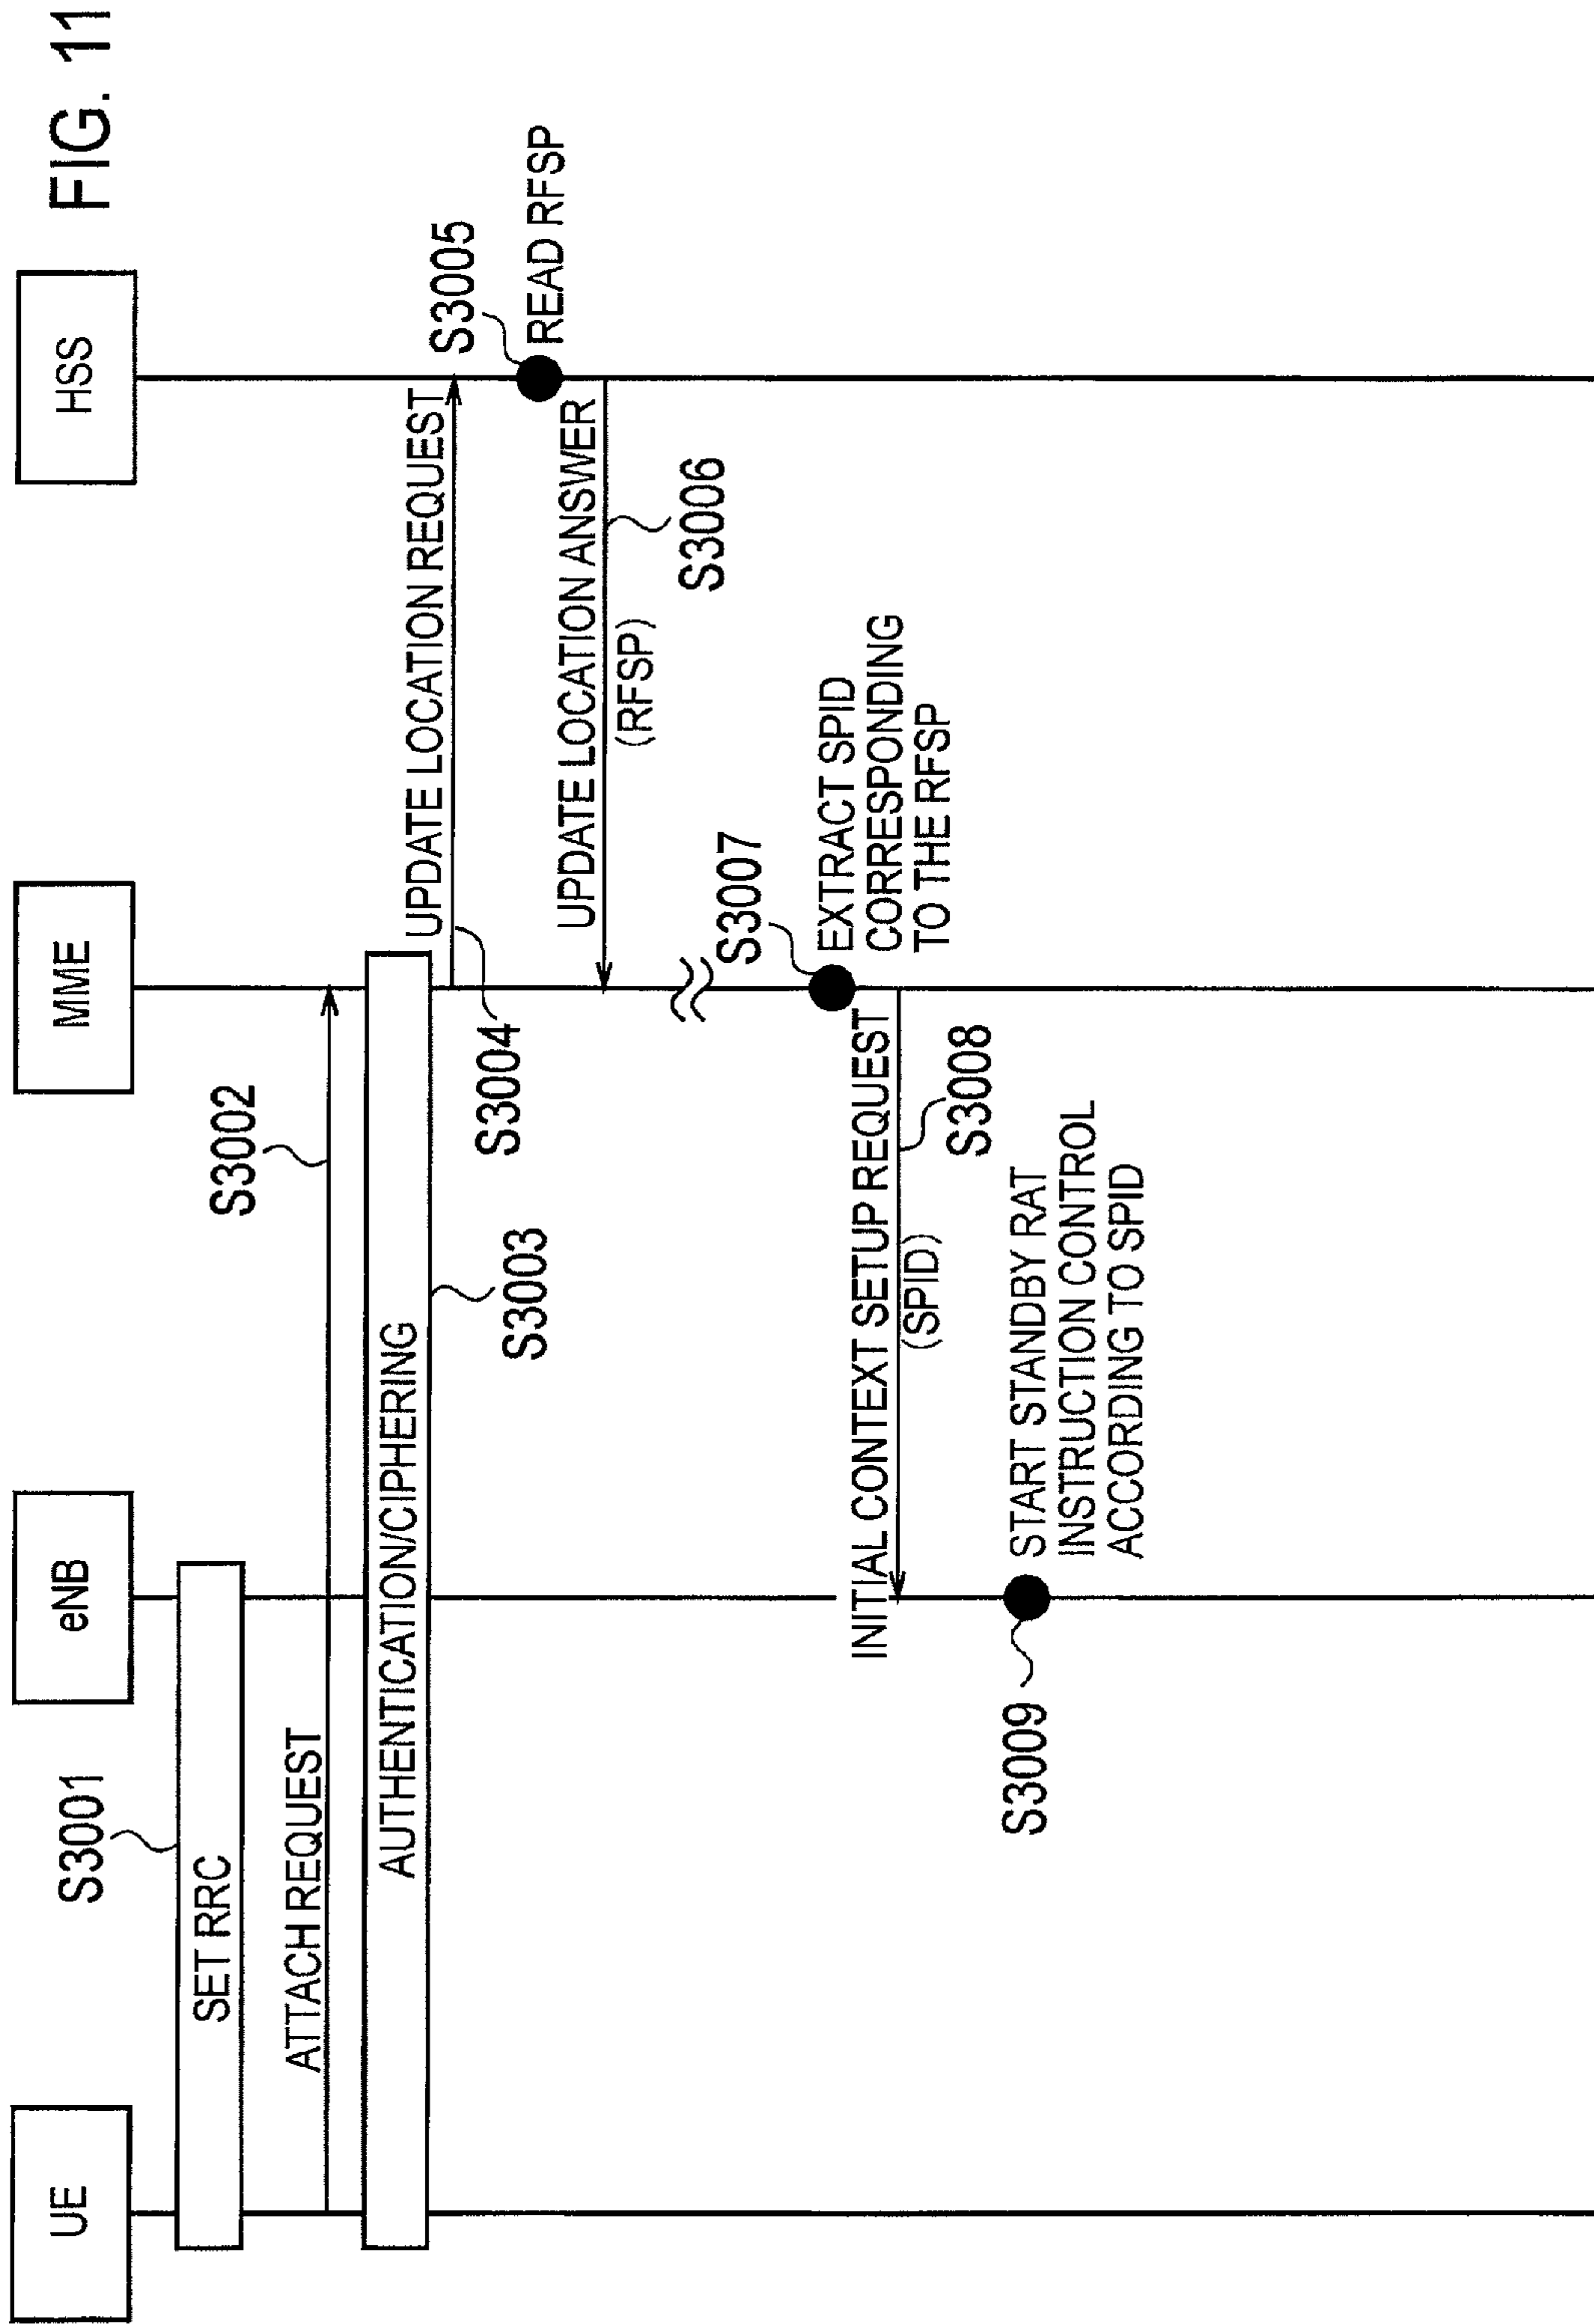 FIG. 11
UE
eNB
MME
HSS
S3001
SET RRC
S3002
ATTACH REQUEST
AUTHENTICATION/CIPHERING
S3003
UPDATE LOCATION REQUEST
S3004
S3005
READ RFSP
UPDATE LOCATION ANSWER
(RFSP)
S3006
S3007
EXTRACT SPID
CORRESPONDING
TO THE RFSP
INITIAL CONTEXT SETUP REQUEST
(SPID)
S3008
S3009
START STANDBY RAT
INSTRUCTION CONTROL
ACCORDING TO SPID